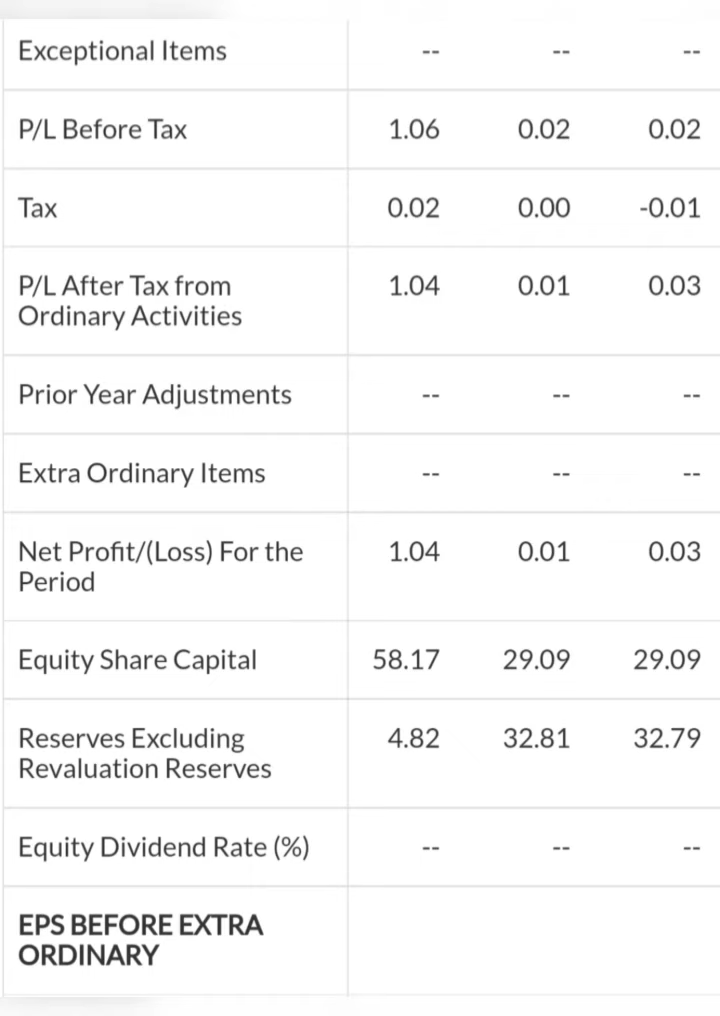 Exceptional Items -- -- --
P/L Before Tax 1.06 0.02 0.02
Tax 0.02 0.00 -0.01
P/L After Tax from 1.04 0.01 0.03
Ordinary Activities
Prior Year Adjustments -- -- --
Extra Ordinary Items -- -- --
Net Profit/(Loss) For the 1.04 0.01 0.03
Period
Equity Share Capital 58.17 29.09 29.09
Reserves Excluding 4.82 32.81 32.79
Revaluation Reserves
Equity Dividend Rate (%) -- -- --
EPS BEFORE EXTRA
ORDINARY